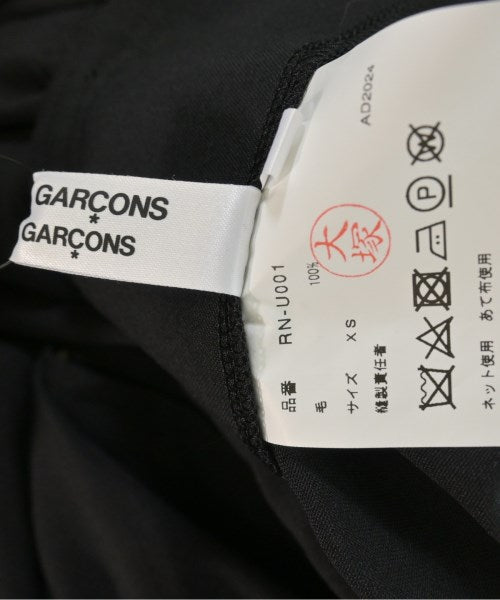 GARÇONS
*
GARÇONS
*
AD2024
品番 RN-U001
毛 100%
サイズ XS
縫製責任者
大塚
P
ネット使用 あて布使用